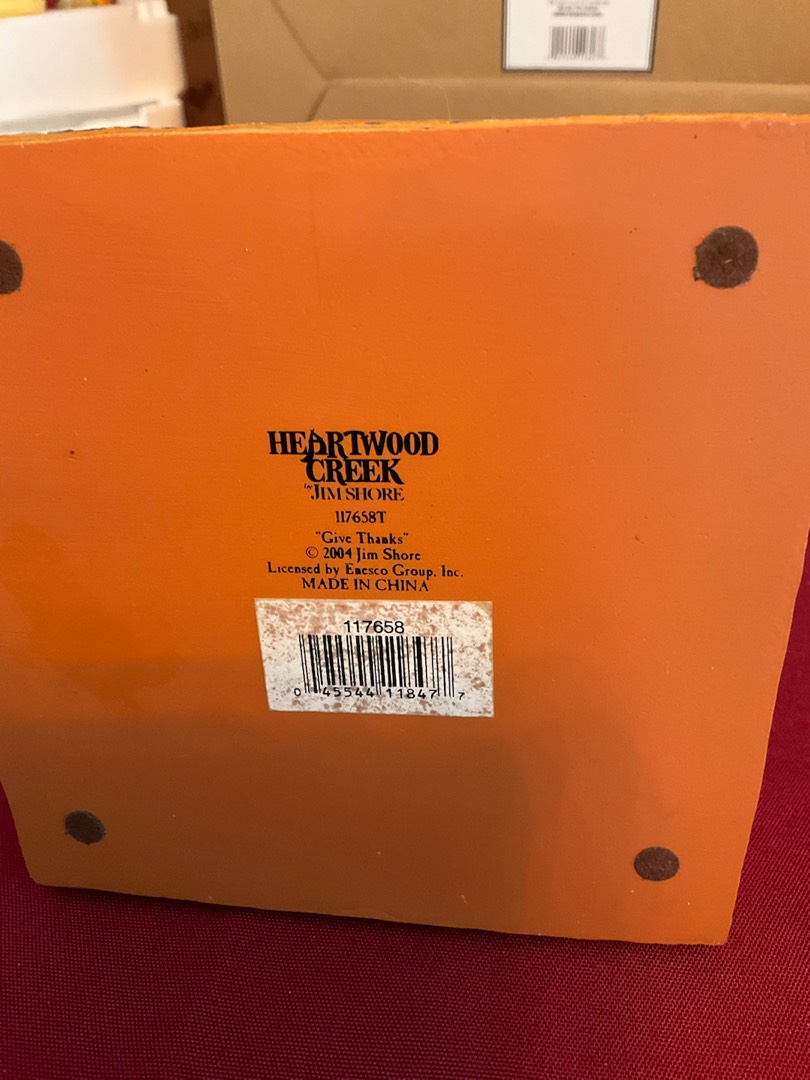 HEARTWOOD
CREEK
by JIM SHORE
117658T
"Give Thanks"
© 2004 Jim Shore
Licensed by Enesco Group, Inc.
MADE IN CHINA
117658
0 45544 11847 7